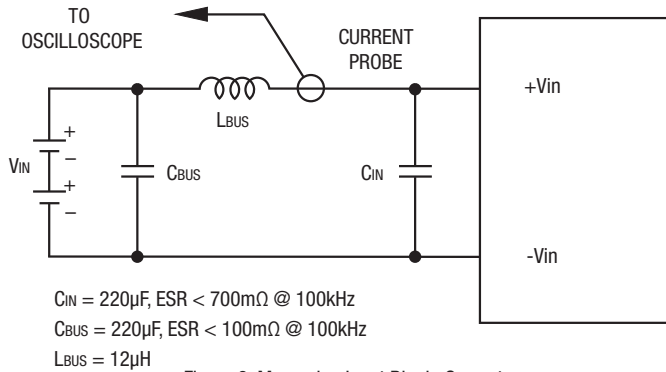 TO
OSCILLOSCOPE
CURRENT
PROBE
+Vin
LBUS
+
VIN
−
+
−
CBUS
CIN
-Vin
CIN = 220µF, ESR < 700mΩ @ 100kHz
CBUS = 220µF, ESR < 100mΩ @ 100kHz
LBUS = 12µH